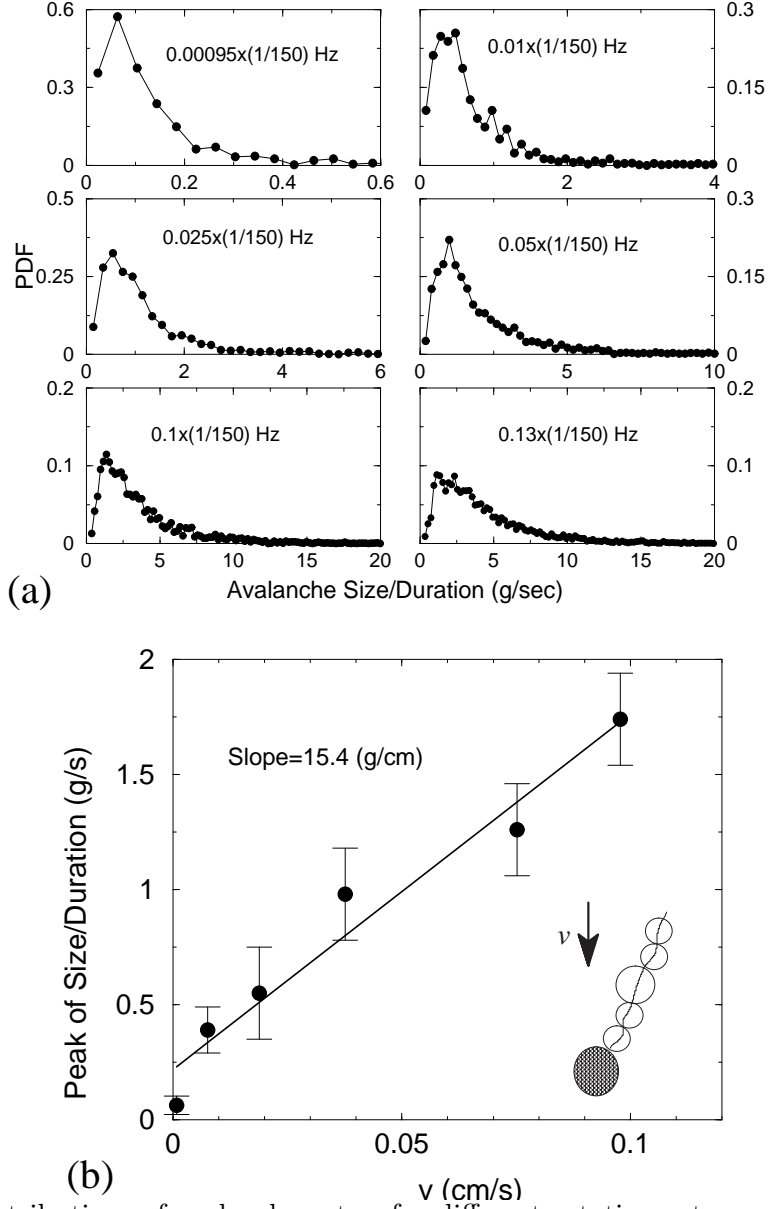 0.6
0.3
0
0.00095x(1/150) Hz
0 0.2 0.4 0.6
0.3
0.15
0
0.01x(1/150) Hz
0 2 4
PDF
0.5
0.25
0
0.025x(1/150) Hz
0 2 4 6
0.3
0.15
0
0.05x(1/150) Hz
0 5 10
0.2
0.1
0
0.1x(1/150) Hz
0 5 10 15 20
0.2
0.1
0
0.13x(1/150) Hz
0 5 10 15 20
(a)
Avalanche Size/Duration (g/sec)
Peak of Size/Duration (g/s)
2
1.5
1
0.5
0
Slope=15.4 (g/cm)
v
0 0.05 0.1
(b)
v (cm/s)